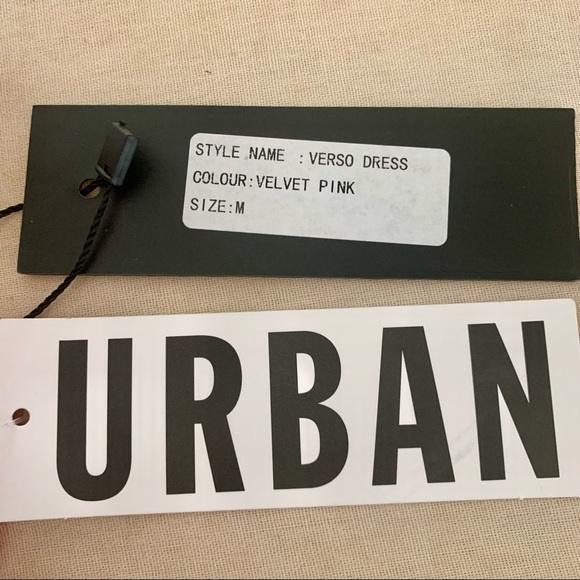 STYLE NAME : VERSO DRESS
COLOUR:VELVET PINK
SIZE:M
URBAN